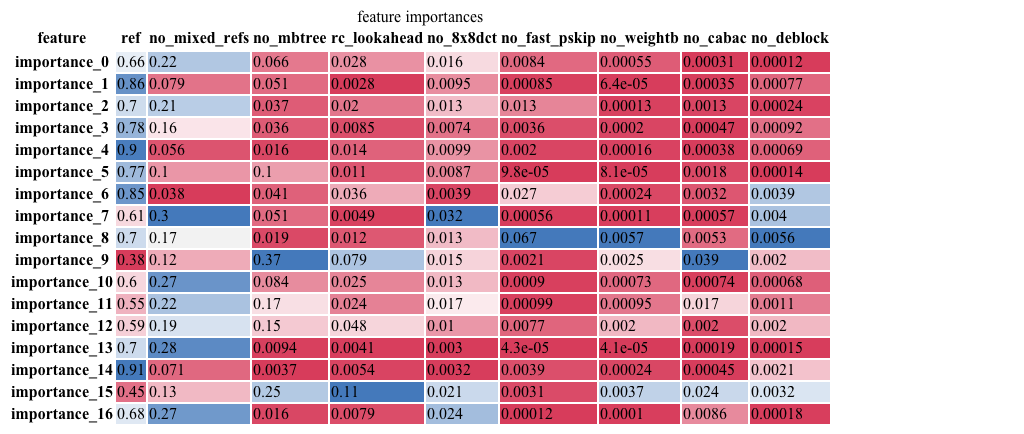 feature importances
feature ref no_mixed_refs no_mbtree rc_lookahead no_8x8dct no_fast_pskip no_weightb no_cabac no_deblock
importance_0 0.66 0.22 0.066 0.028 0.016 0.0084 0.00055 0.00031 0.00012
importance_1 0.86 0.079 0.051 0.0028 0.0095 0.00085 6.4e-05 0.00035 0.00077
importance_2 0.7 0.21 0.037 0.02 0.013 0.013 0.00013 0.0013 0.00024
importance_3 0.78 0.16 0.036 0.0085 0.0074 0.0036 0.0002 0.00047 0.00092
importance_4 0.9 0.056 0.016 0.014 0.0099 0.002 0.00016 0.00038 0.00069
importance_5 0.77 0.1 0.1 0.011 0.0087 9.8e-05 8.1e-05 0.0018 0.00014
importance_6 0.85 0.038 0.041 0.036 0.0039 0.027 0.00024 0.0032 0.0039
importance_7 0.61 0.3 0.051 0.0049 0.032 0.00056 0.00011 0.00057 0.004
importance_8 0.7 0.17 0.019 0.012 0.013 0.067 0.0057 0.0053 0.0056
importance_9 0.38 0.12 0.37 0.079 0.015 0.0021 0.0025 0.039 0.002
importance_10 0.6 0.27 0.084 0.025 0.013 0.0009 0.00073 0.00074 0.00068
importance_11 0.55 0.22 0.17 0.024 0.017 0.00099 0.00095 0.017 0.0011
importance_12 0.59 0.19 0.15 0.048 0.01 0.0077 0.002 0.002 0.002
importance_13 0.7 0.28 0.0094 0.0041 0.003 4.3e-05 4.1e-05 0.00019 0.00015
importance_14 0.91 0.071 0.0037 0.0054 0.0032 0.0039 0.00024 0.00045 0.0021
importance_15 0.45 0.13 0.25 0.11 0.021 0.0031 0.0037 0.024 0.0032
importance_16 0.68 0.27 0.016 0.0079 0.024 0.00012 0.0001 0.0086 0.00018